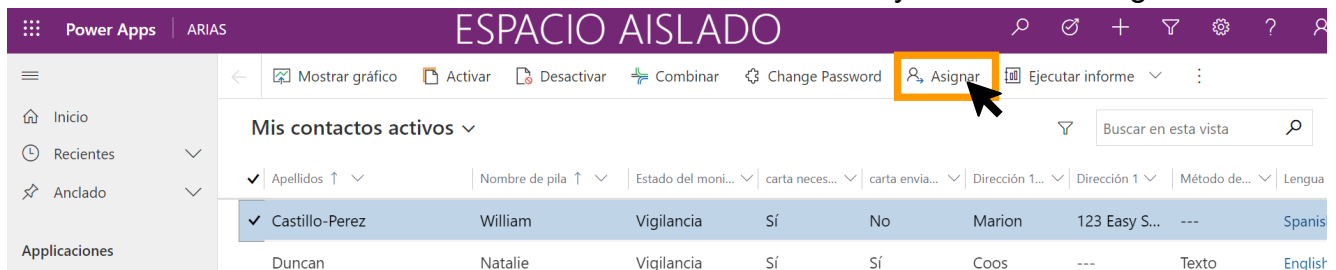 Power Apps ARIAS ESPACIO AISLADO
Mostrar gráfico Activar Desactivar Combinar Change Password Asignar Ejecutar informe
Inicio
Mis contactos activos Buscar en esta vista
Recientes
Apellidos ↑ Nombre de pila ↑ Estado del moni... carta neces... carta envia... Dirección 1... Dirección 1 Método de... Lengua
Anclado
Castillo-Perez William Vigilancia Sí No Marion 123 Easy S... ---
Applicaciones
Duncan Natalie Vigilancia Sí Sí Coos --- Texto English